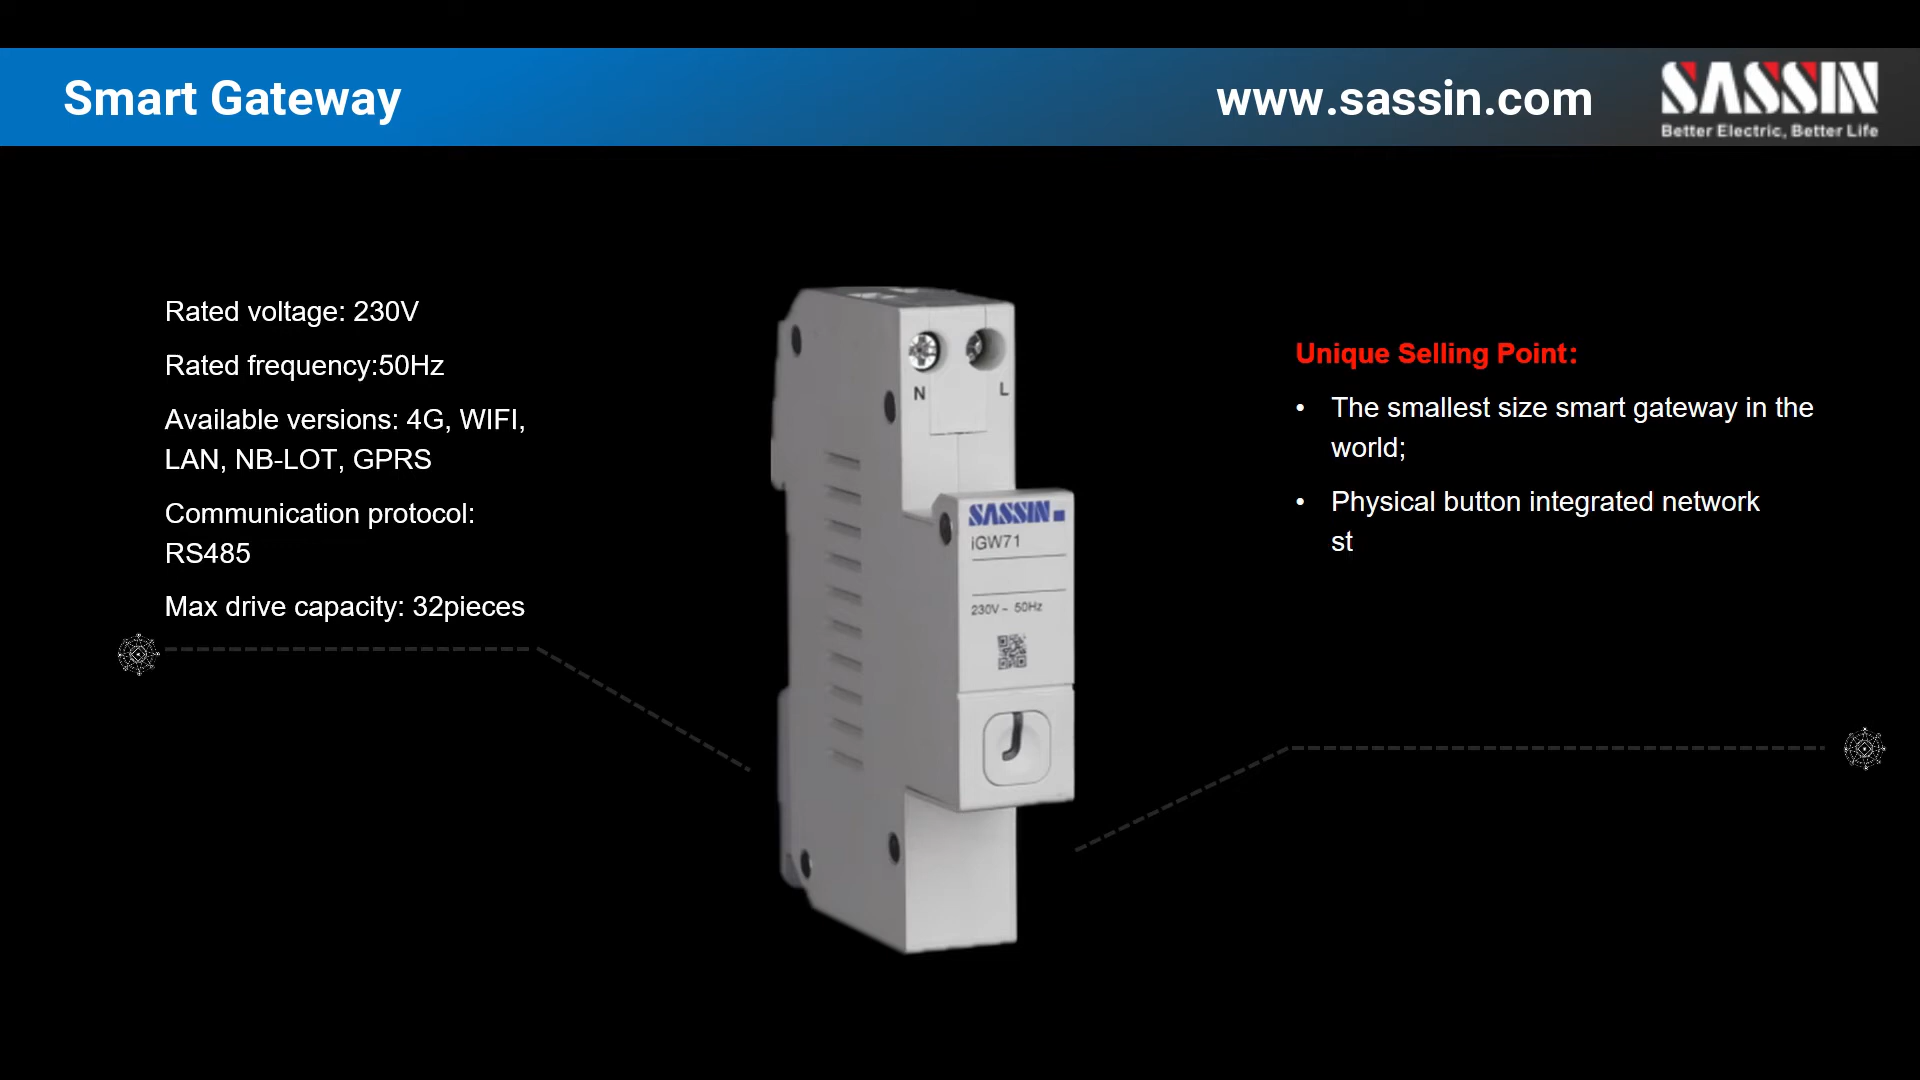 Smart Gateway
www.sassin.com
SASSIN
Better Electric, Better Life
Rated voltage: 230V
Rated frequency:50Hz
Available versions: 4G, WIFI,
LAN, NB-LOT, GPRS
Communication protocol:
RS485
Max drive capacity: 32pieces
N L
SASSIN
iGW71
230V~ 50Hz
Unique Selling Point:
• The smallest size smart gateway in the
world;
• Physical button integrated network
st